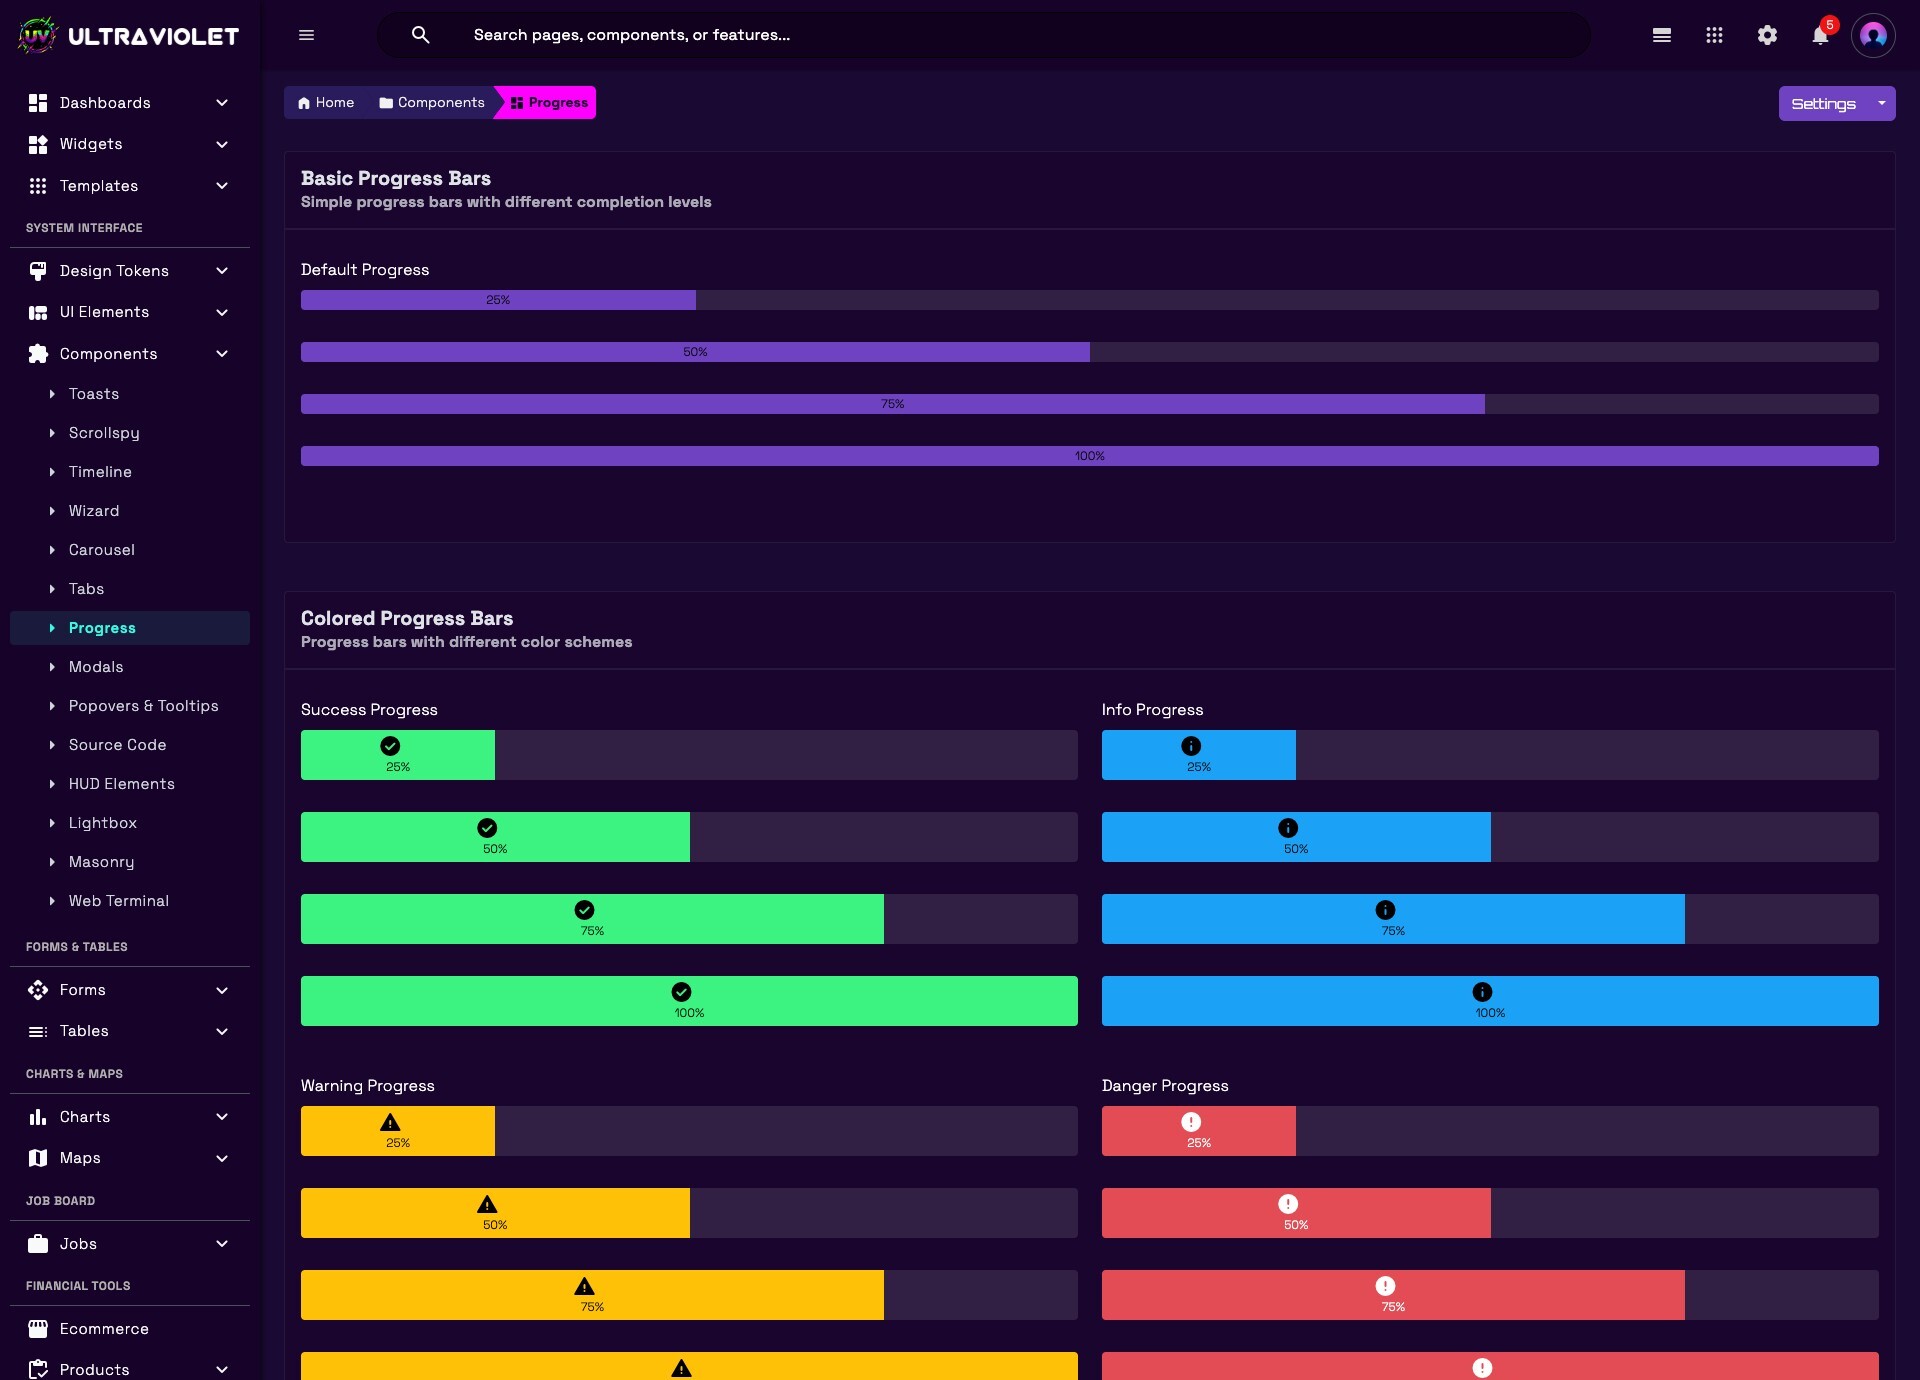 ULTRAVIOLET
Search pages, components, or features...
5
Dashboards
Widgets
Templates
SYSTEM INTERFACE
Design Tokens
UI Elements
Components
Toasts
Scrollspy
Timeline
Wizard
Carousel
Tabs
Progress
Modals
Popovers & Tooltips
Source Code
HUD Elements
Lightbox
Masonry
Web Terminal
FORMS & TABLES
Forms
Tables
CHARTS & MAPS
Charts
Maps
JOB BOARD
Jobs
FINANCIAL TOOLS
Ecommerce
Products
Home Components Progress
Settings
Basic Progress Bars
Simple progress bars with different completion levels
Default Progress
25%
50%
75%
100%
Colored Progress Bars
Progress bars with different color schemes
Success Progress
25%
50%
75%
100%
Info Progress
25%
50%
75%
100%
Warning Progress
25%
50%
75%
Danger Progress
25%
50%
75%